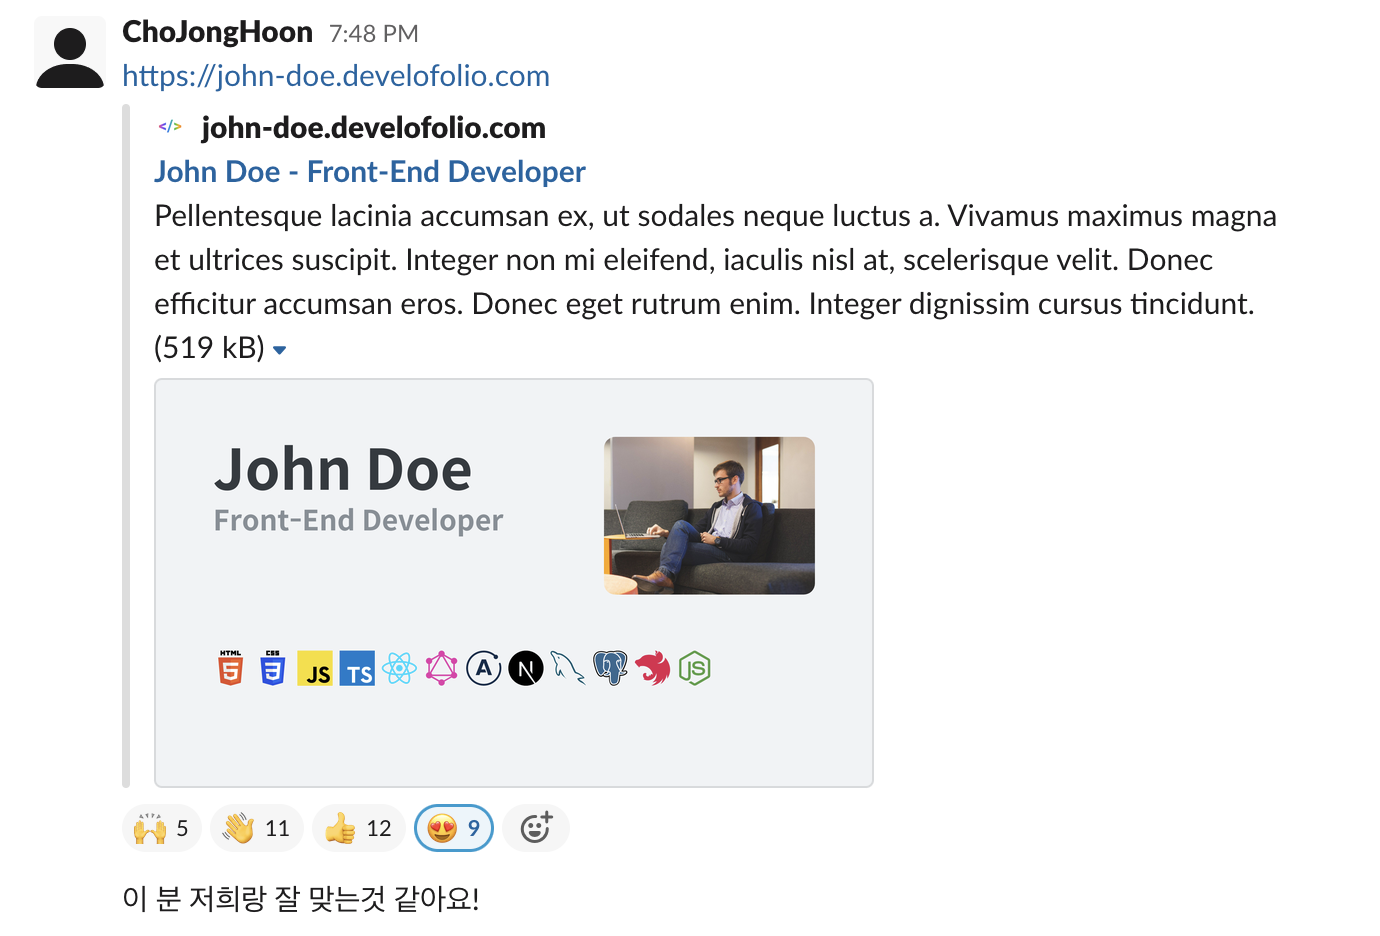 ChoJongHoon 7:48 PM
https://john-doe.develofolio.com
</> john-doe.develofolio.com
John Doe - Front-End Developer
Pellentesque lacinia accumsan ex, ut sodales neque luctus a. Vivamus maximus magna
et ultrices suscipit. Integer non mi eleifend, iaculis nisl at, scelerisque velit. Donec
efficitur accumsan eros. Donec eget rutrum enim. Integer dignissim cursus tincidunt.
(519 kB)
John Doe
Front-End Developer
HTML 5 CSS 3 JS TS A N JS
5 11 12 9
이 분 저희랑 잘 맞는것 같아요!